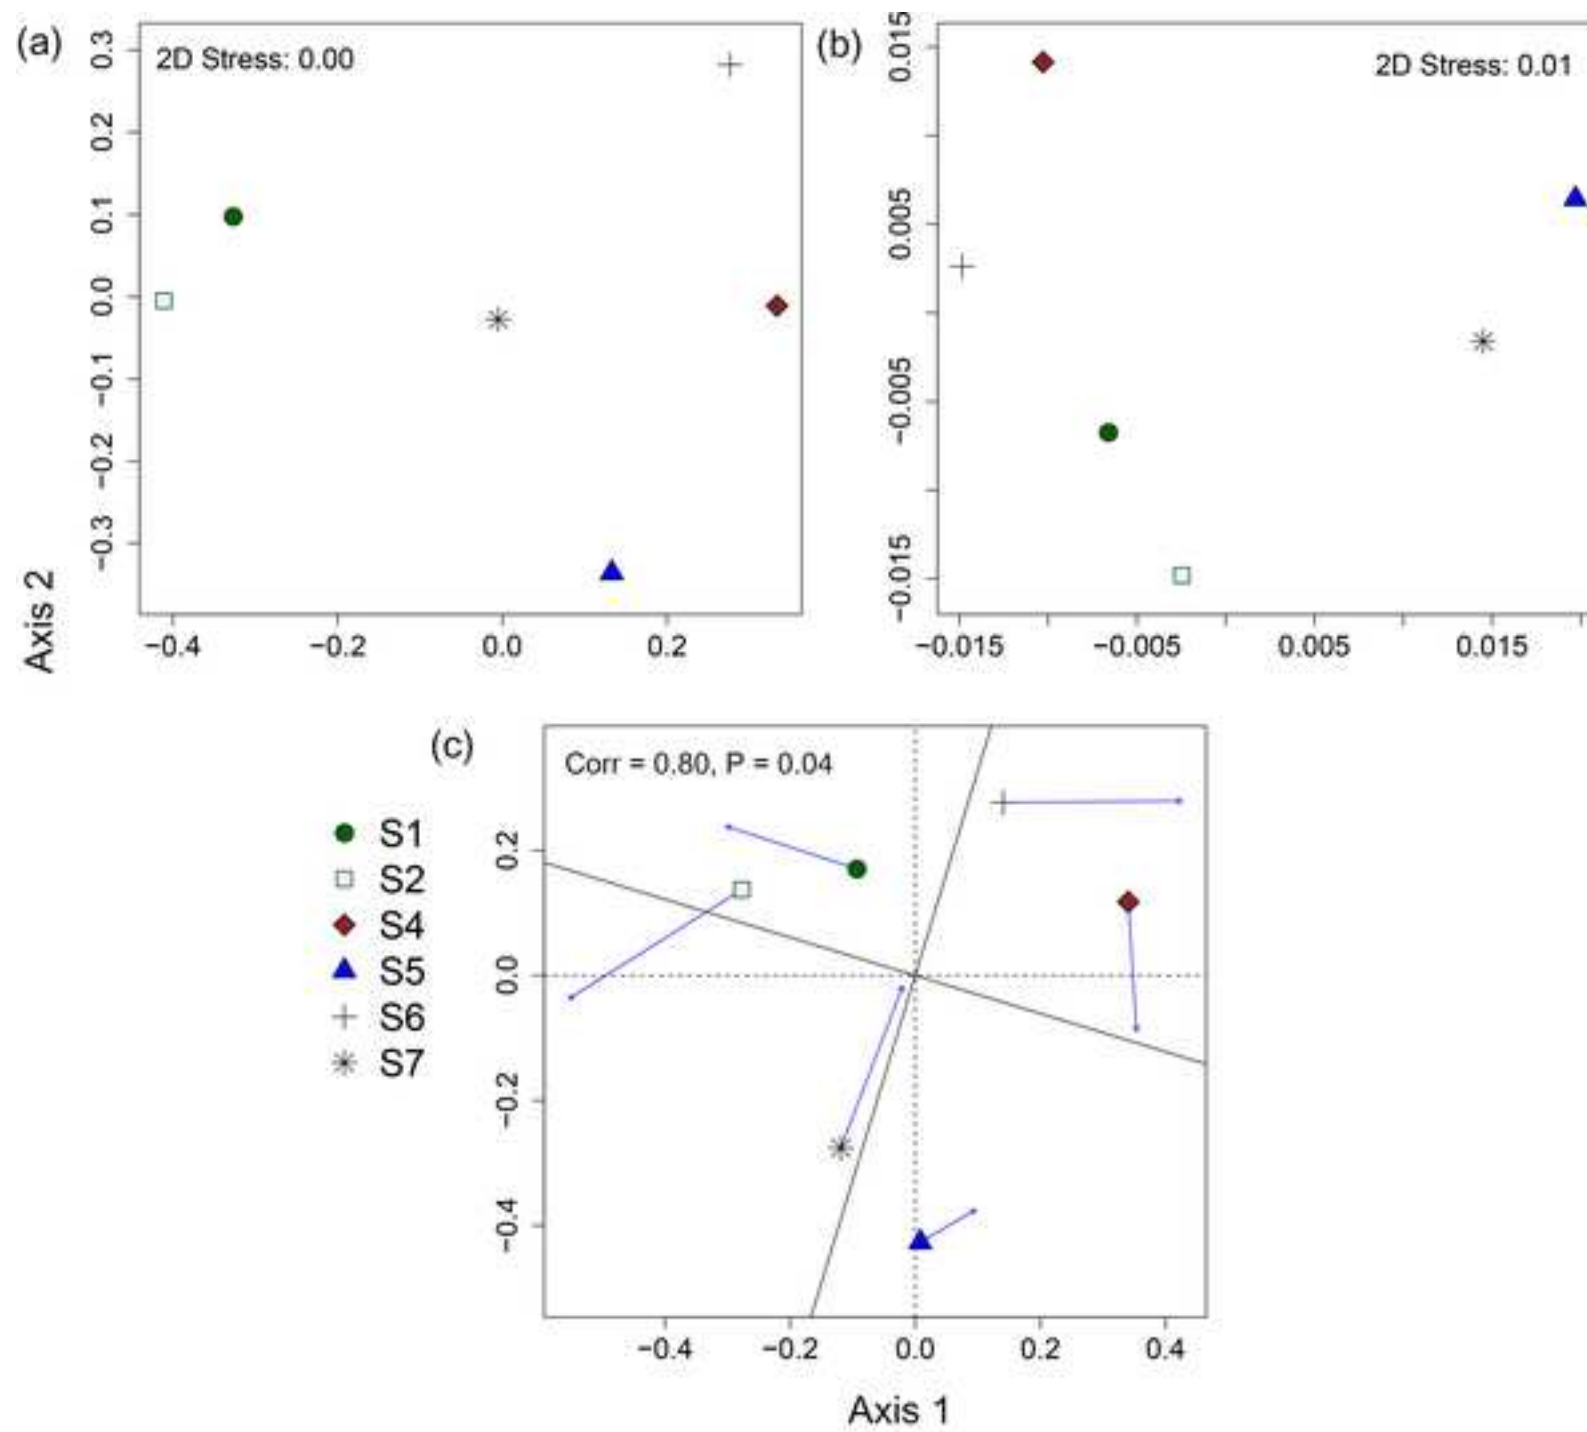 (a)
2D Stress: 0.00
0.3
0.2
0.1
0.0
−0.1
−0.2
−0.3
−0.4
−0.2
0.0
0.2
Axis 2
(b)
2D Stress: 0.01
0.015
0.005
−0.005
−0.015
−0.015
−0.005
0.005
0.015
(c)
Corr = 0.80, P = 0.04
S1
S2
S4
S5
S6
S7
0.2
0.0
−0.2
−0.4
−0.4
−0.2
0.0
0.2
0.4
Axis 1